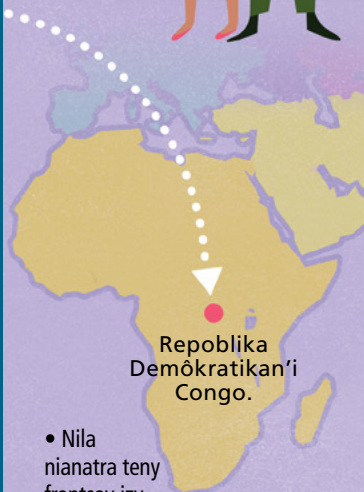 Repoblika
Demôkratikan'i
Congo.
• Nila
nianatra teny